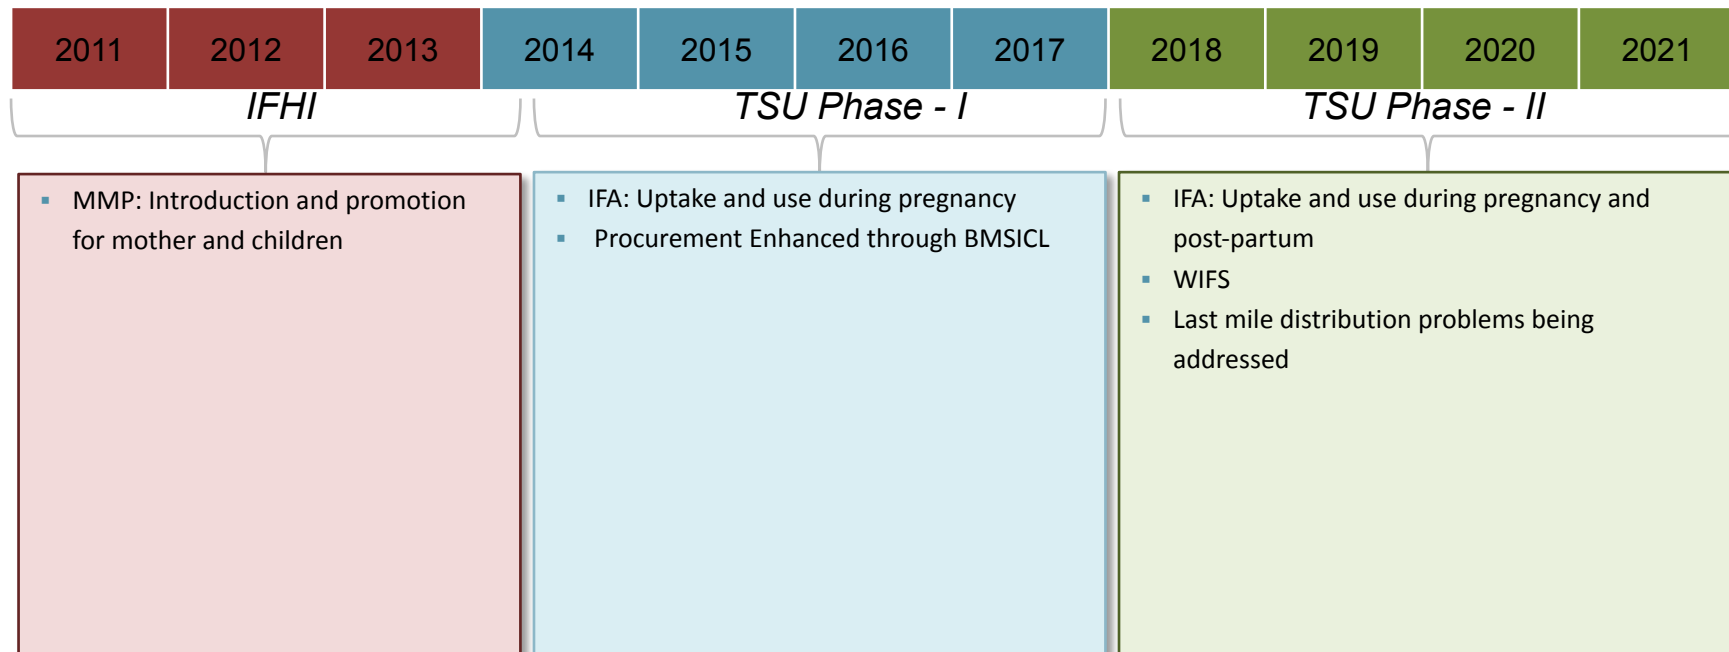 2011 2012 2013 2014 2015 2016 2017 2018 2019 2020 2021
IFHI TSU Phase - I TSU Phase - II
▪ MMP: Introduction and promotion
for mother and children
▪ IFA: Uptake and use during pregnancy
▪ Procurement Enhanced through BMSICL
▪ IFA: Uptake and use during pregnancy and
post-partum
▪ WIFS
▪ Last mile distribution problems being
addressed